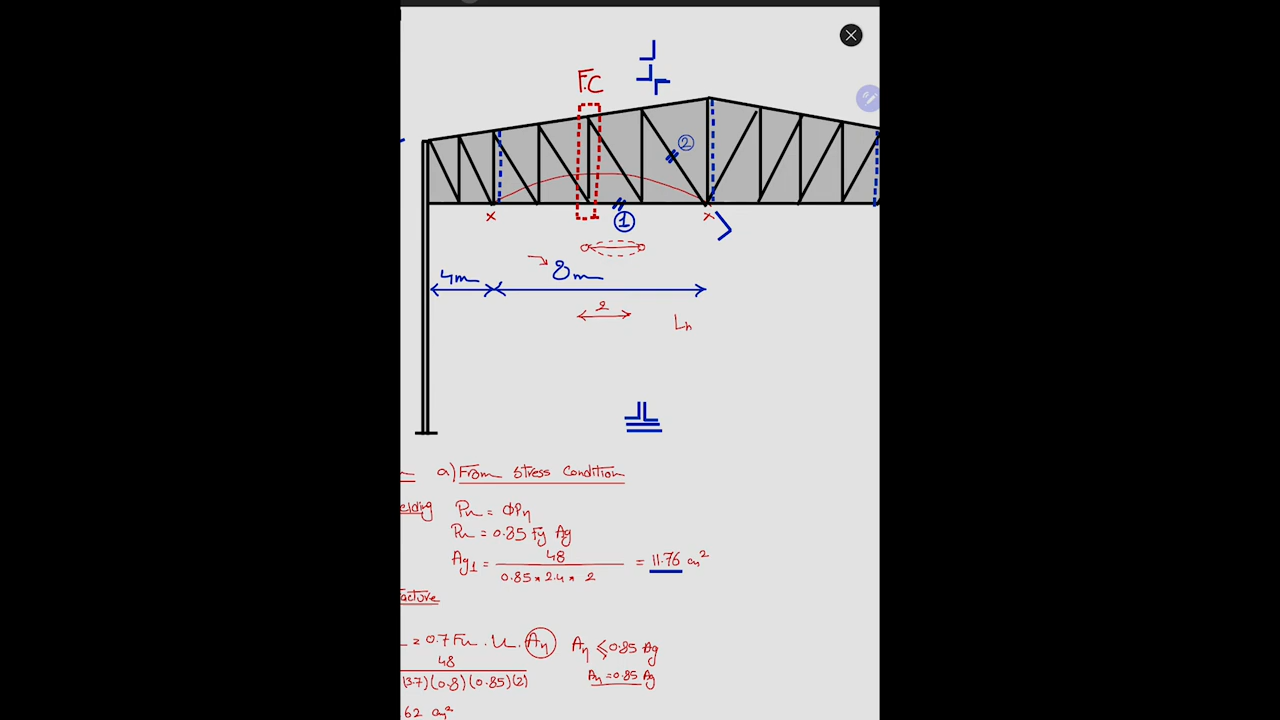 F.C
②
①
x x
4m 8m
2
Ln
a) From Stress Condition
elding Pu = ΦPn
Pu = 0.85 Fy Ag
Ag1 = 48 / 0.85 * 2.4 * 2 = 11.76 cm²
acture
= 0.7 Fu . U . An An ≤ 0.85 Ag
48 An = 0.85 Ag
(3.7)(0.8)(0.85)(2)
62 cm²